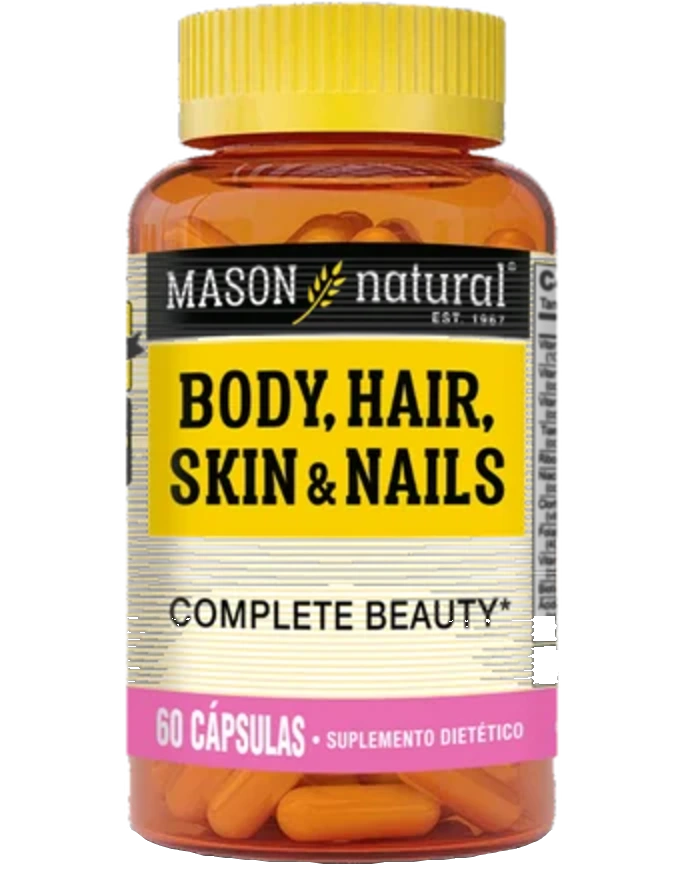 MASON natural®
EST. 1967
BODY, HAIR,
SKIN & NAILS
COMPLETE BEAUTY*
60 CÁPSULAS • SUPLEMENTO DIETÉTICO